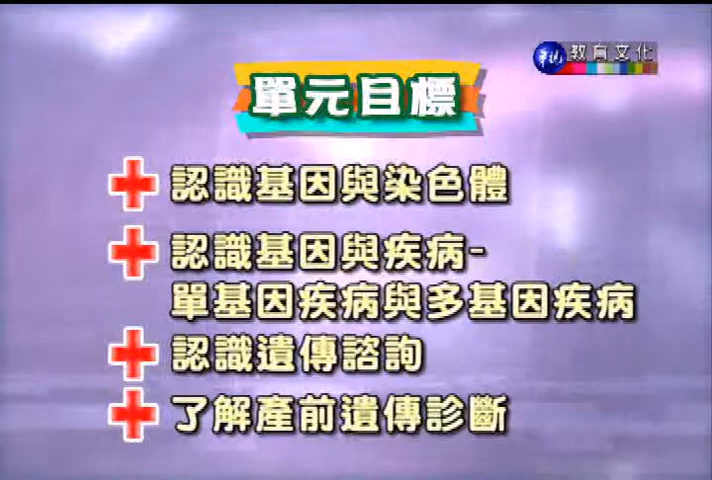 華視 教育文化
單元目標
認識基因與染色體
認識基因與疾病-
單基因疾病與多基因疾病
認識遺傳諮詢
了解產前遺傳診斷